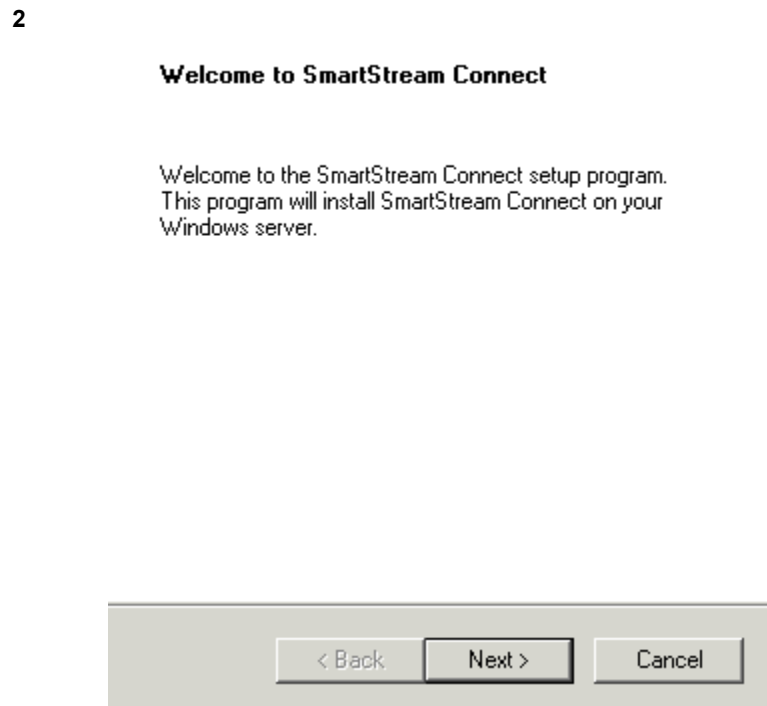 2
Welcome to SmartStream Connect
Welcome to the SmartStream Connect setup program.
This program will install SmartStream Connect on your
Windows server.
< Back
Next >
Cancel